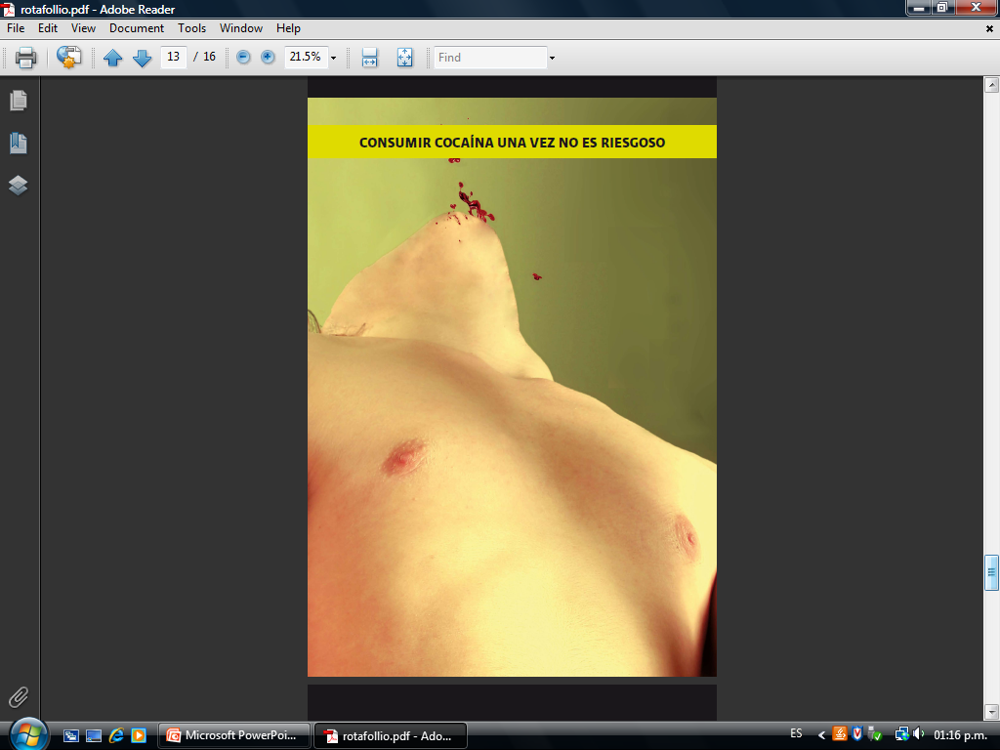 rotafollio.pdf - Adobe Reader
File Edit View Document Tools Window Help
13 / 16 21.5% Find
CONSUMIR COCAÍNA UNA VEZ NO ES RIESGOSO
Microsoft PowerPoi... rotafollio.pdf - Ado... ES 01:16 p.m.